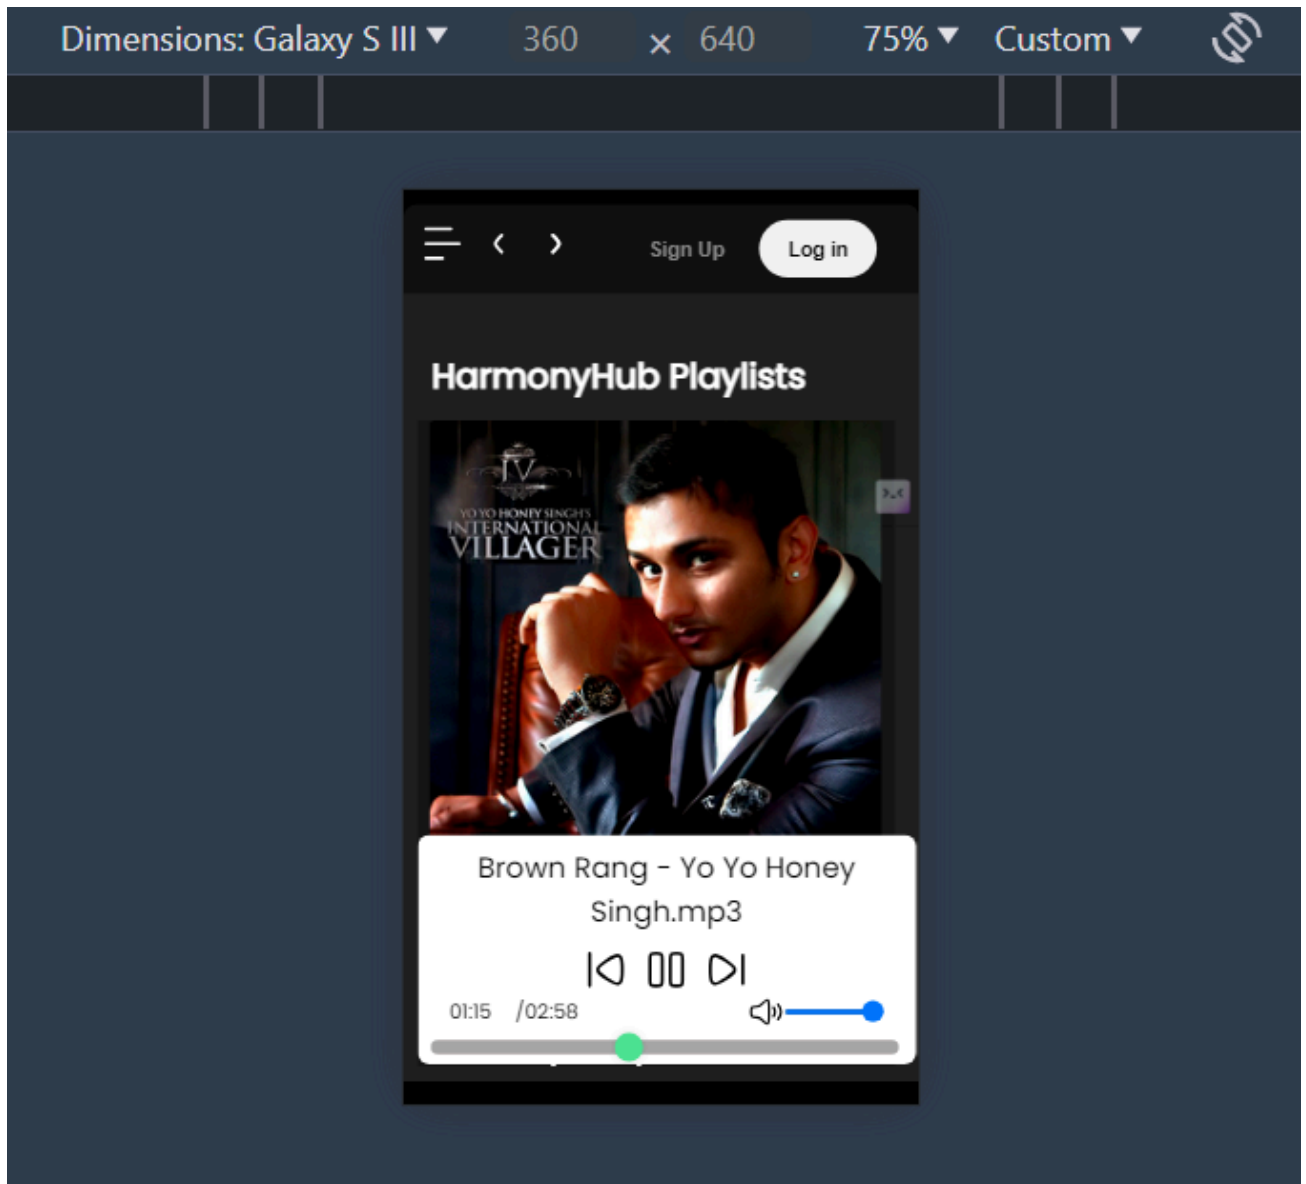 Dimensions: Galaxy S III ▼ 360 × 640 75% ▼ Custom ▼
Sign Up Log in
HarmonyHub Playlists
IV
YO YO HONEY SINGH'S
INTERNATIONAL
VILLAGER
Brown Rang - Yo Yo Honey
Singh.mp3
01:15 /02:58